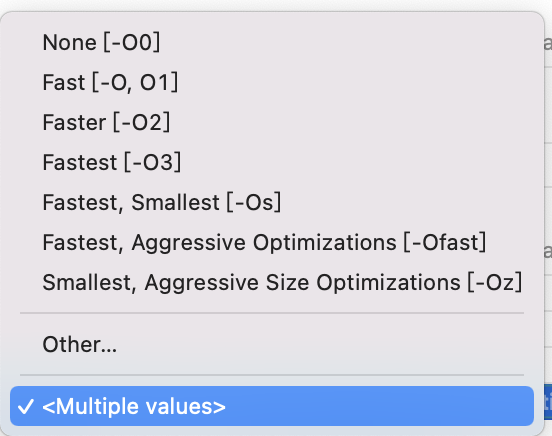 None [-O0]
Fast [-O, O1]
Faster [-O2]
Fastest [-O3]
Fastest, Smallest [-Os]
Fastest, Aggressive Optimizations [-Ofast]
Smallest, Aggressive Size Optimizations [-Oz]
Other...
✓ <Multiple values>